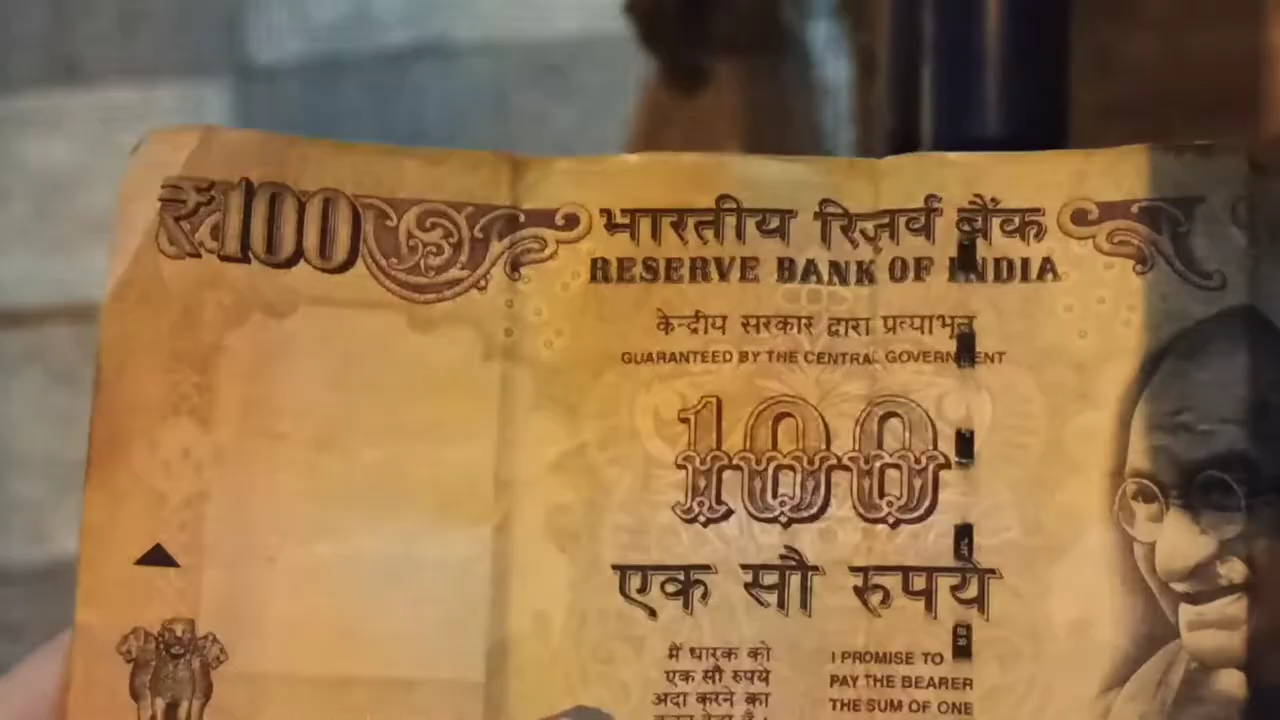 ₹100
भारतीय रिज़र्व बैंक
RESERVE BANK OF INDIA
केन्द्रीय सरकार द्वारा प्रत्याभूत
GUARANTEED BY THE CENTRAL GOVERNMENT
100
एक सौ रुपये
मैं धारक को
एक सौ रुपये
अदा करने का
I PROMISE TO
PAY THE BEARER
THE SUM OF ONE